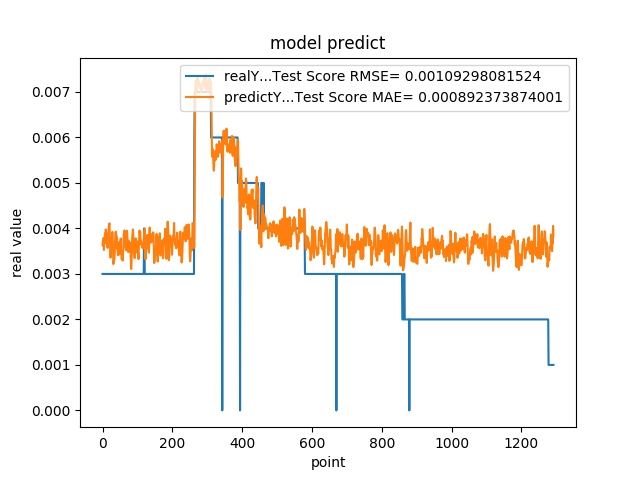 model predict
realY...Test Score RMSE= 0.00109298081524
predictY...Test Score MAE= 0.000892373874001
real value
0.007
0.006
0.005
0.004
0.003
0.002
0.001
0.000
0 200 400 600 800 1000 1200
point